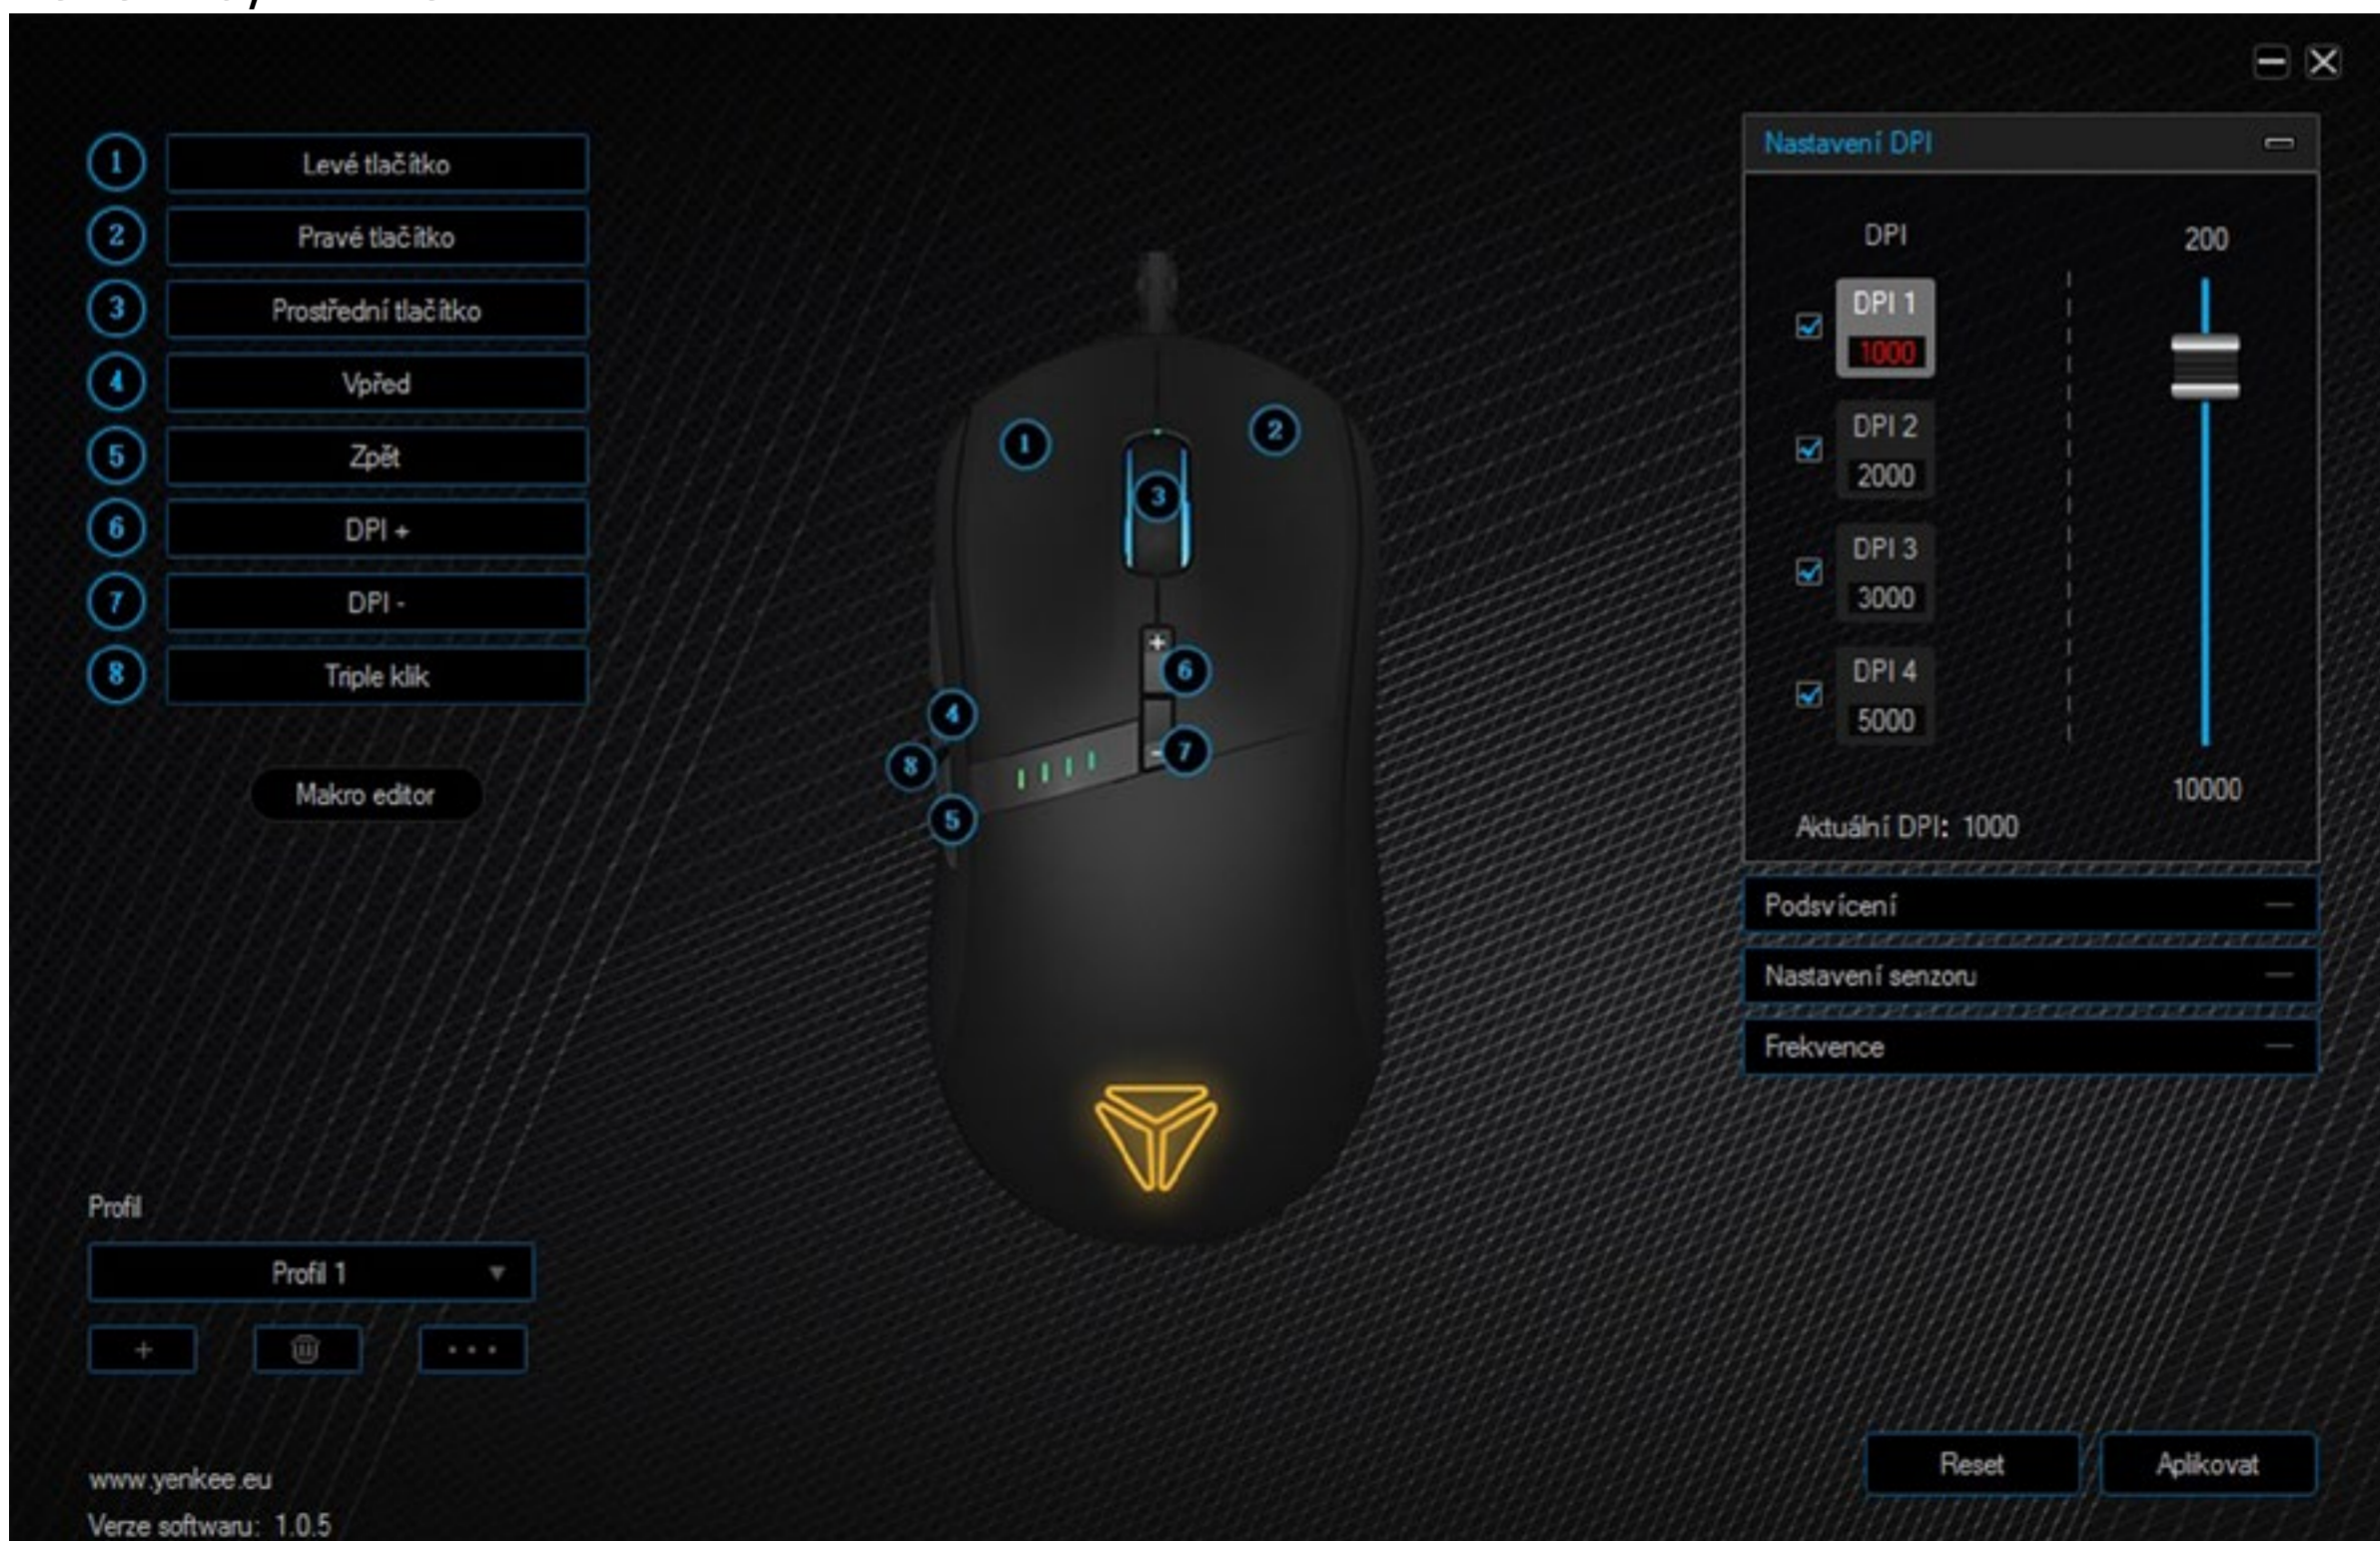 1 Levé tlačítko
2 Pravé tlačítko
3 Prostřední tlačítko
4 Vpřed
5 Zpět
6 DPI +
7 DPI -
8 Triple klik
Makro editor
1
2
3
+
6
4
8
- 7
5
Nastavení DPI
DPI 200
DPI 1
1000
DPI 2
2000
DPI 3
3000
DPI 4
5000
10000
Aktuální DPI: 1000
Podsvícení
Nastavení senzoru
Frekvence
Profil
Profil 1
+ ...
www.yenkee.eu
Verze softwaru: 1.0.5
Reset Aplikovat